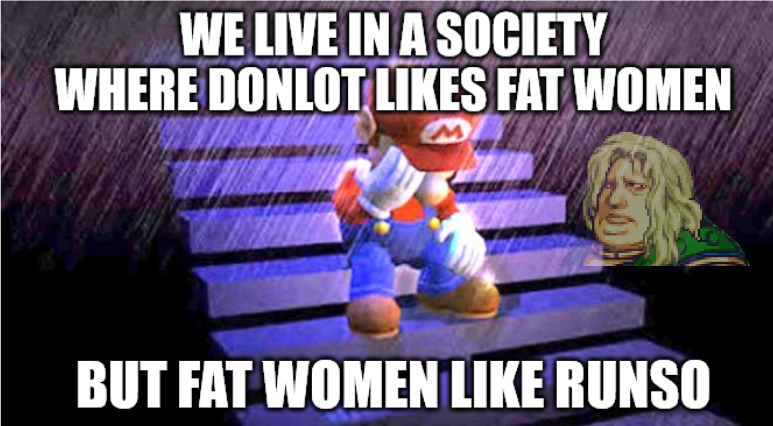 WE LIVE IN A SOCIETY
WHERE DONLOT LIKES FAT WOMEN
M
BUT FAT WOMEN LIKE RUNSO